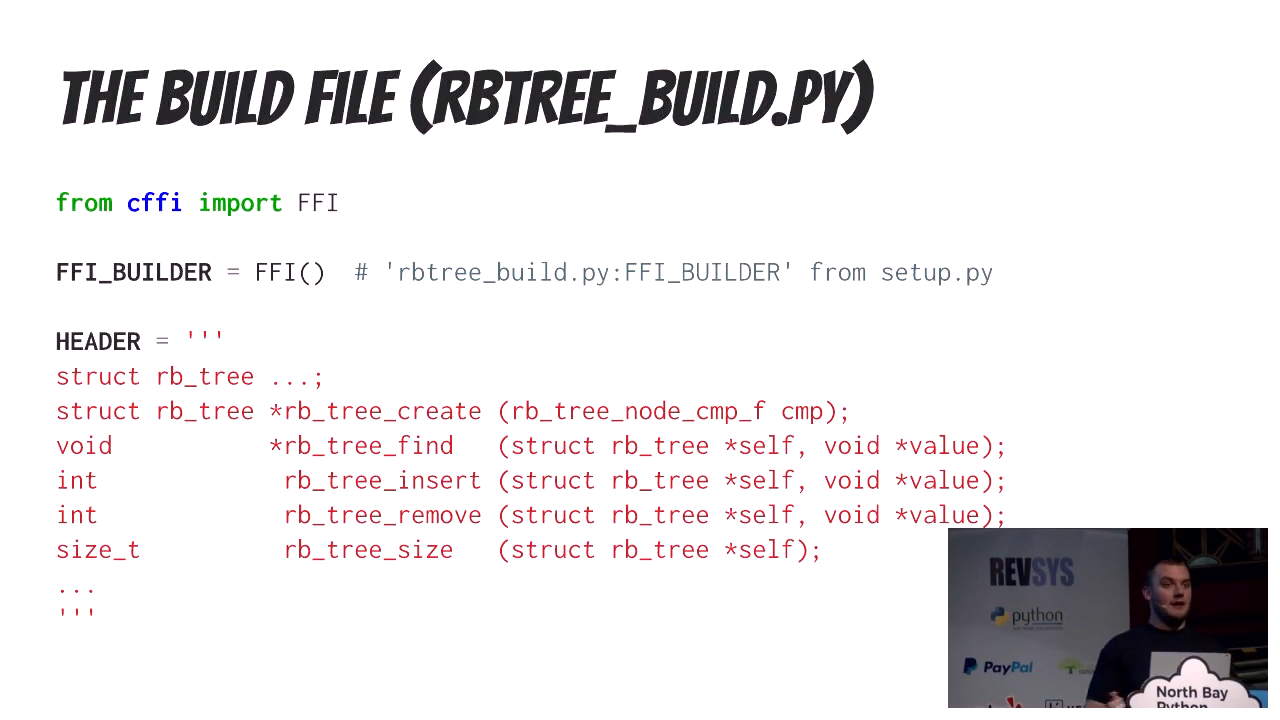 THE BUILD FILE (RBTREE_BUILD.PY)
from cffi import FFI
FFI_BUILDER = FFI()  # 'rbtree_build.py:FFI_BUILDER' from setup.py
HEADER = '''
struct rb_tree ...;
struct rb_tree *rb_tree_create (rb_tree_node_cmp_f cmp);
void           *rb_tree_find   (struct rb_tree *self, void *value);
int             rb_tree_insert (struct rb_tree *self, void *value);
int             rb_tree_remove (struct rb_tree *self, void *value);
size_t          rb_tree_size   (struct rb_tree *self);
...
'''
REVSYS
python
PayPal
North Bay
Python